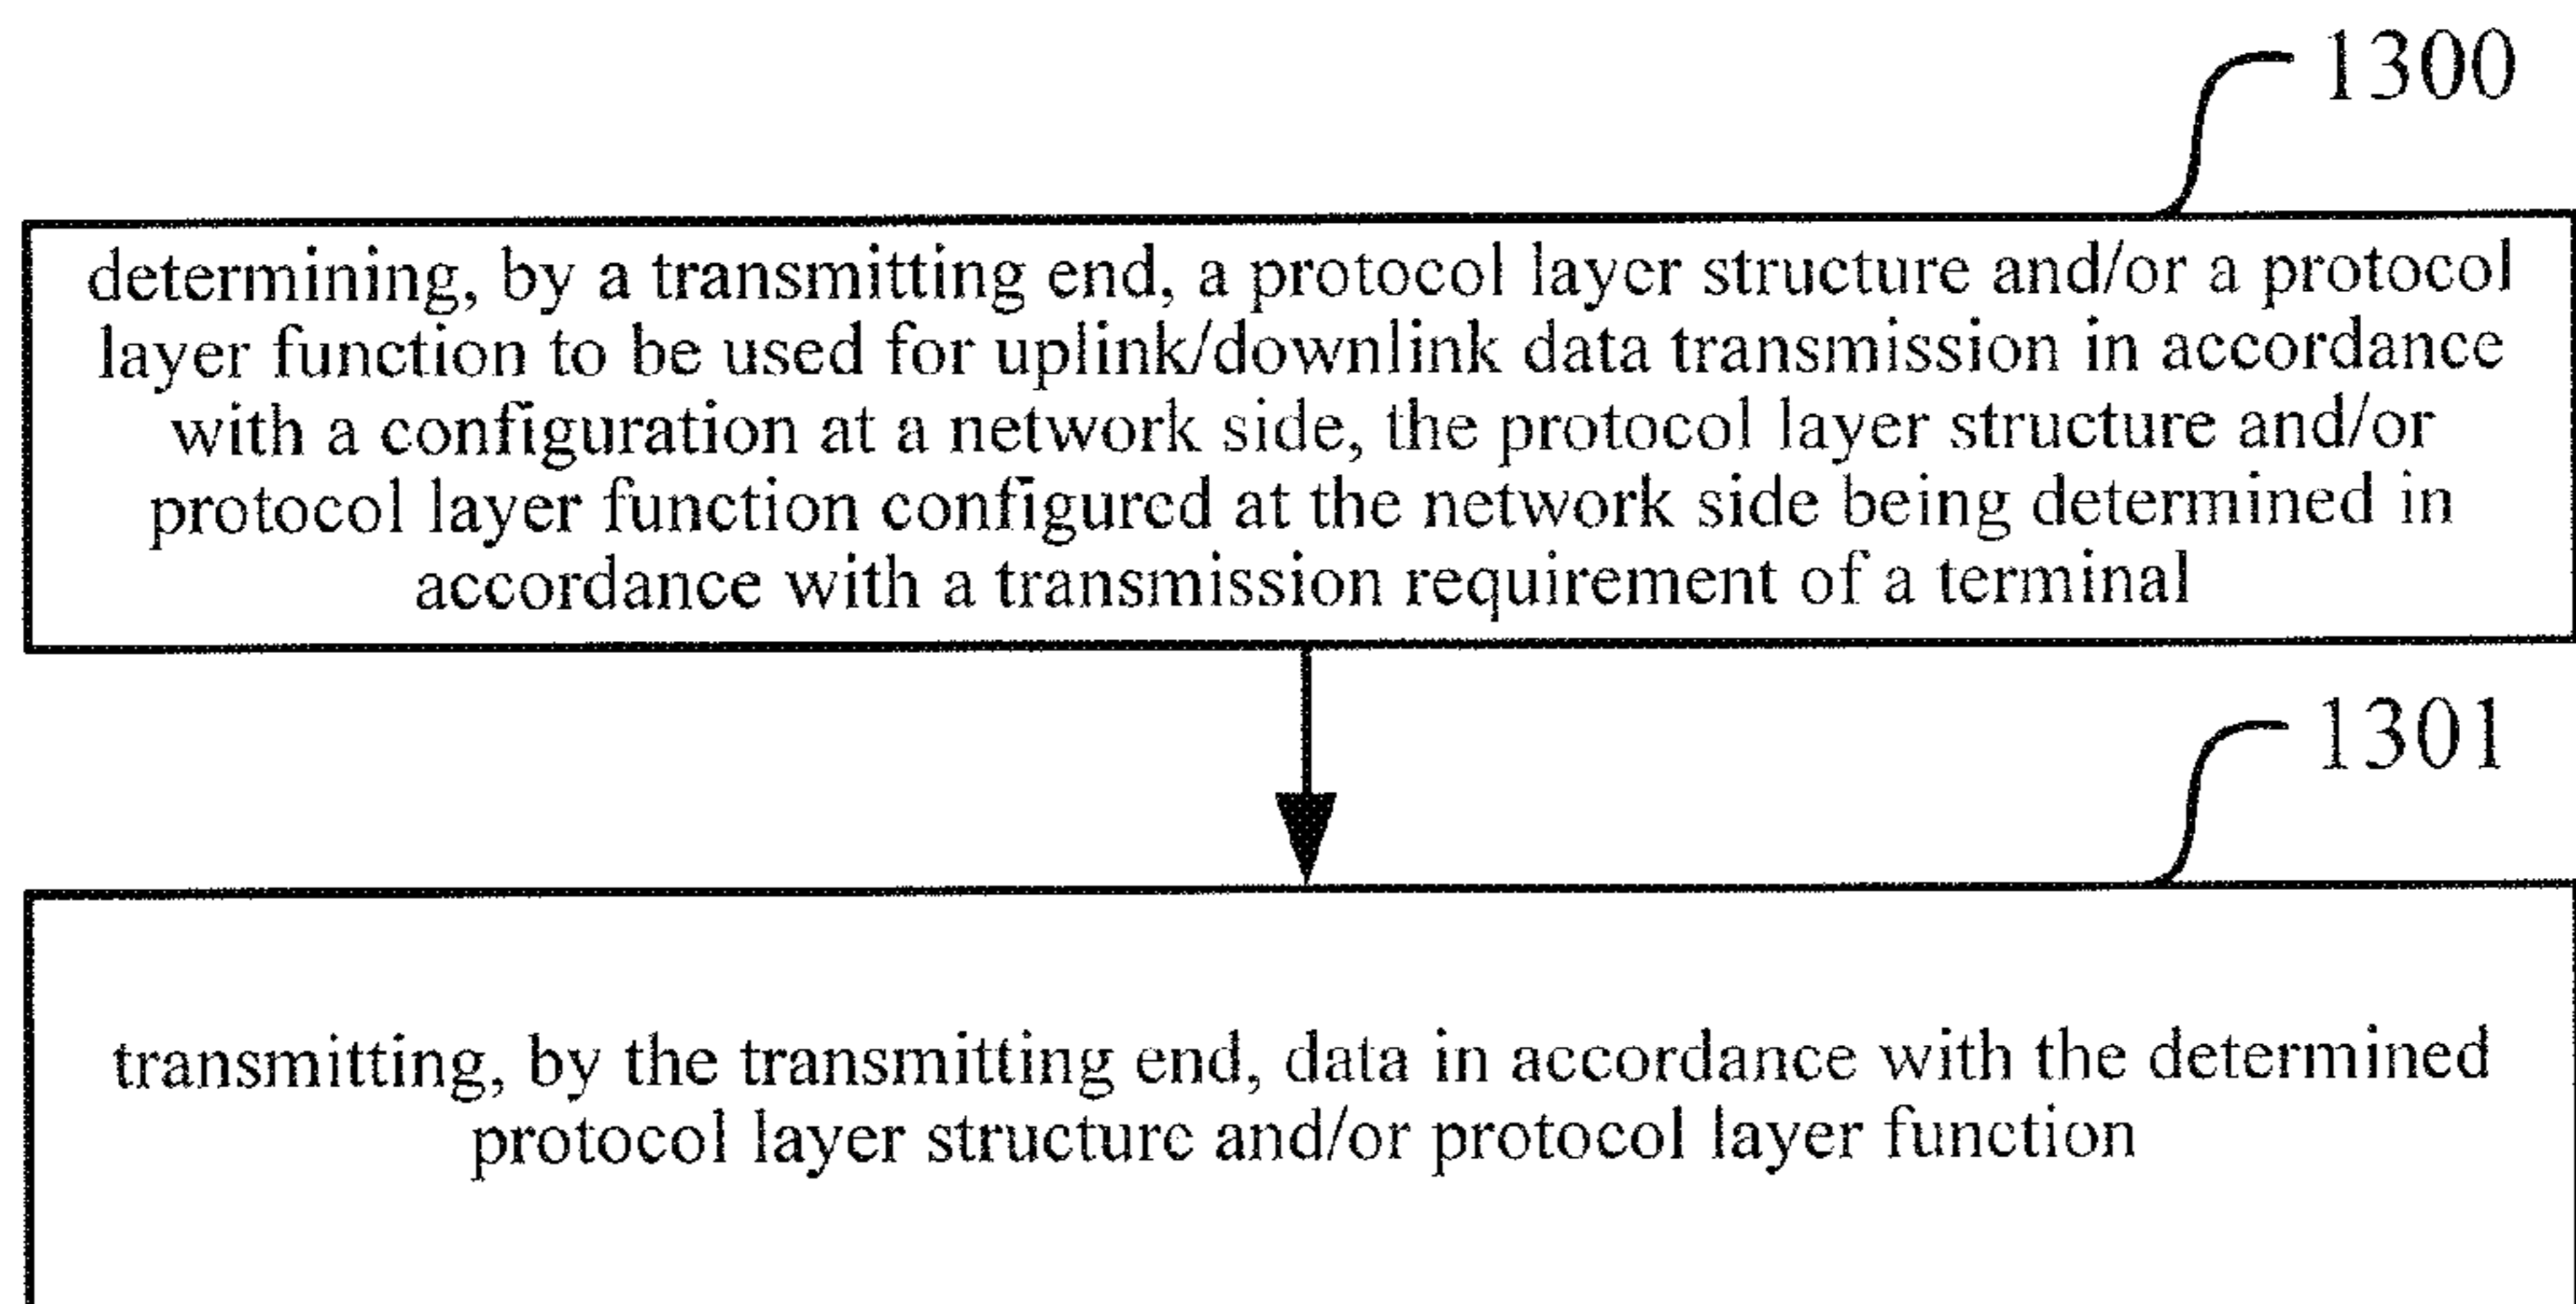 1300
determining, by a transmitting end, a protocol layer structure and/or a protocol
layer function to be used for uplink/downlink data transmission in accordance
with a configuration at a network side, the protocol layer structure and/or
protocol layer function configured at the network side being determined in
accordance with a transmission requirement of a terminal
1301
transmitting, by the transmitting end, data in accordance with the determined
protocol layer structure and/or protocol layer function